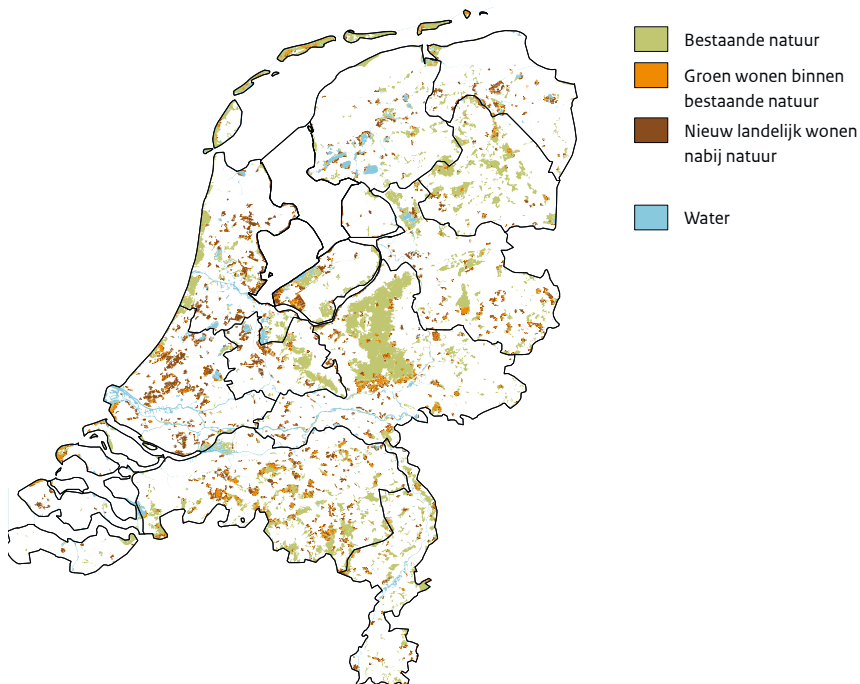 Bestaande natuur
Groen wonen binnen
bestaande natuur
Nieuw landelijk wonen
nabij natuur
Water